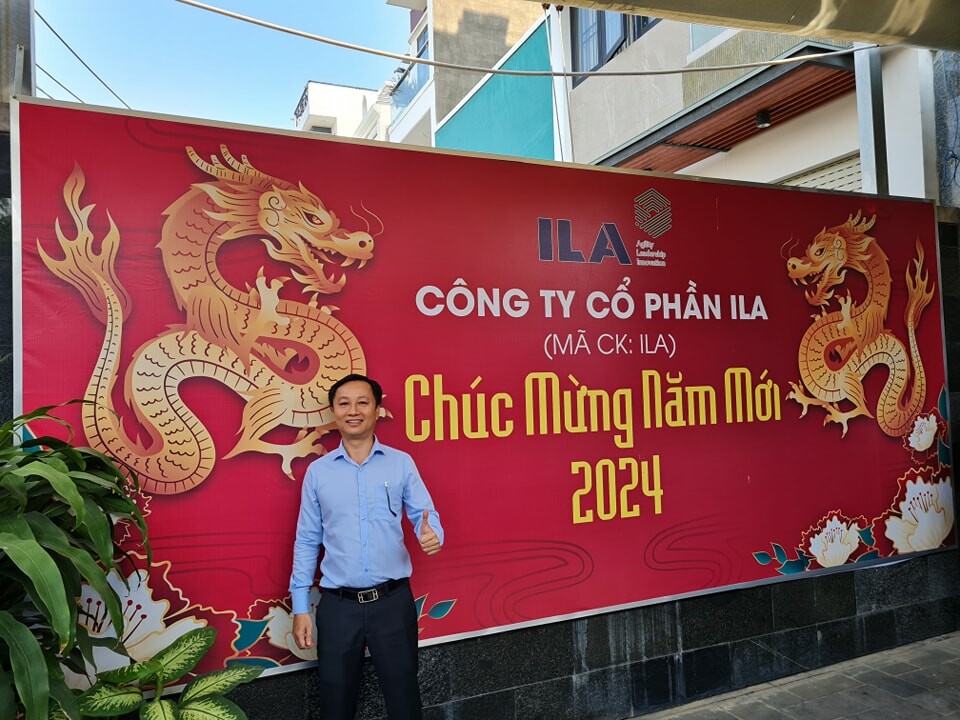 ILA
Agility
Leadership
Innovation
CÔNG TY CỔ PHẦN ILA
(MÃ CK: ILA)
Chúc Mừng Năm Mới
2024